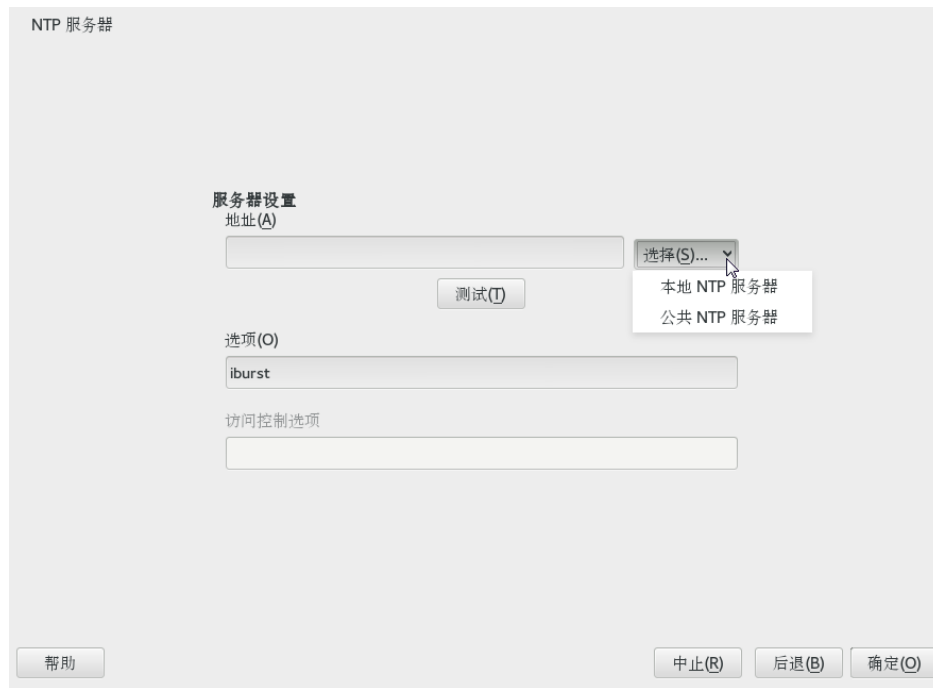 NTP 服务器
服务器设置
地址(A)
选择(S)...
本地 NTP 服务器
公共 NTP 服务器
测试(T)
选项(O)
iburst
访问控制选项
帮助
中止(R)
后退(B)
确定(O)